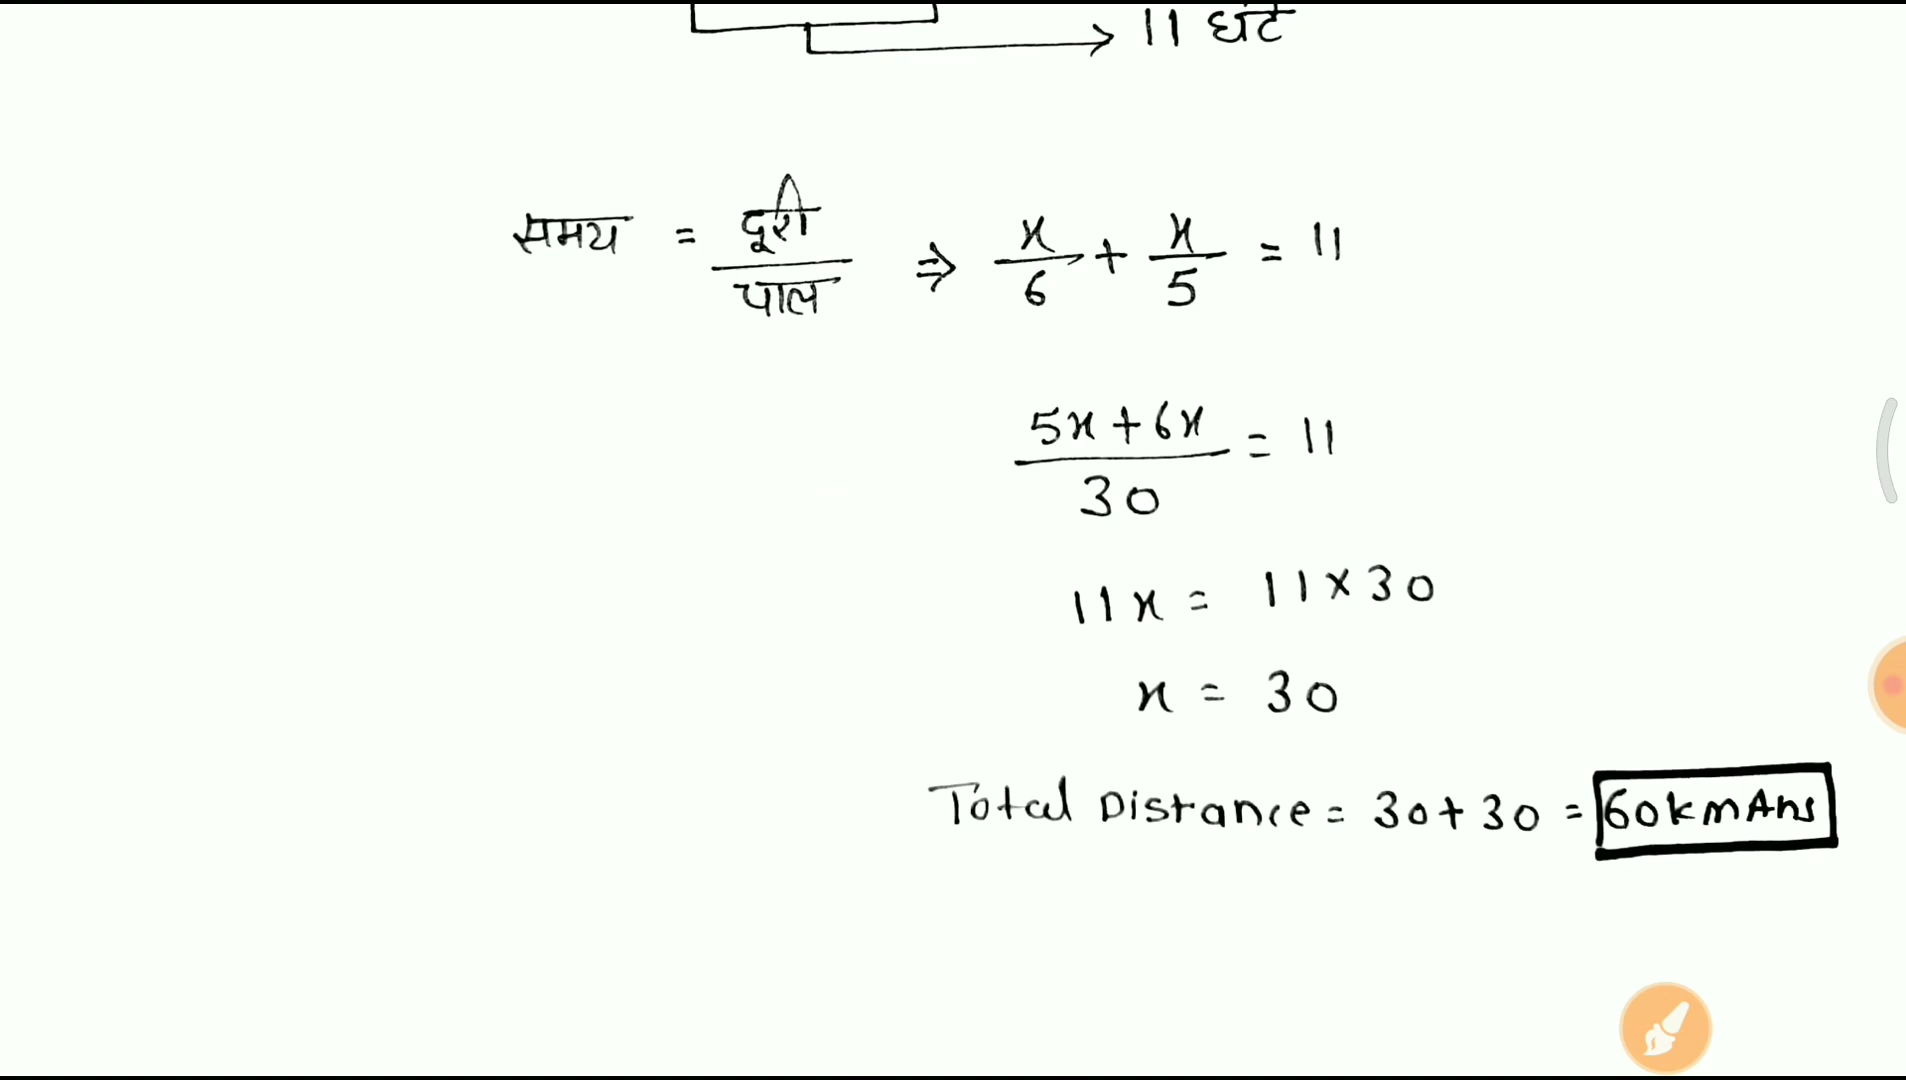 11 घंटे
समय = दूरी/चाल ⇒ x/6 + x/5 = 11
5x+6x/30 = 11
11x = 11×30
x = 30
Total Distance = 30+30 = 60km Ans